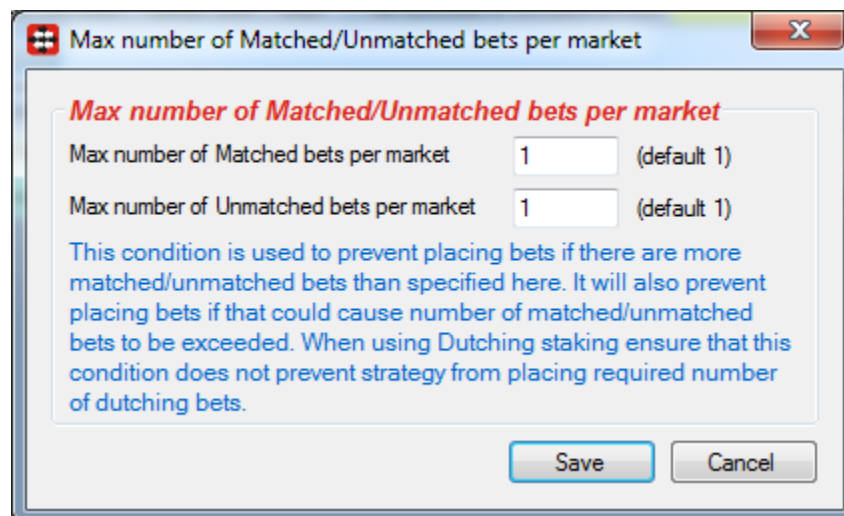 Max number of Matched/Unmatched bets per market
Max number of Matched/Unmatched bets per market
Max number of Matched bets per market 1 (default 1)
Max number of Unmatched bets per market 1 (default 1)
This condition is used to prevent placing bets if there are more
matched/unmatched bets than specified here. It will also prevent
placing bets if that could cause number of matched/unmatched
bets to be exceeded. When using Dutching staking ensure that this
condition does not prevent strategy from placing required number
of dutching bets.
Save Cancel